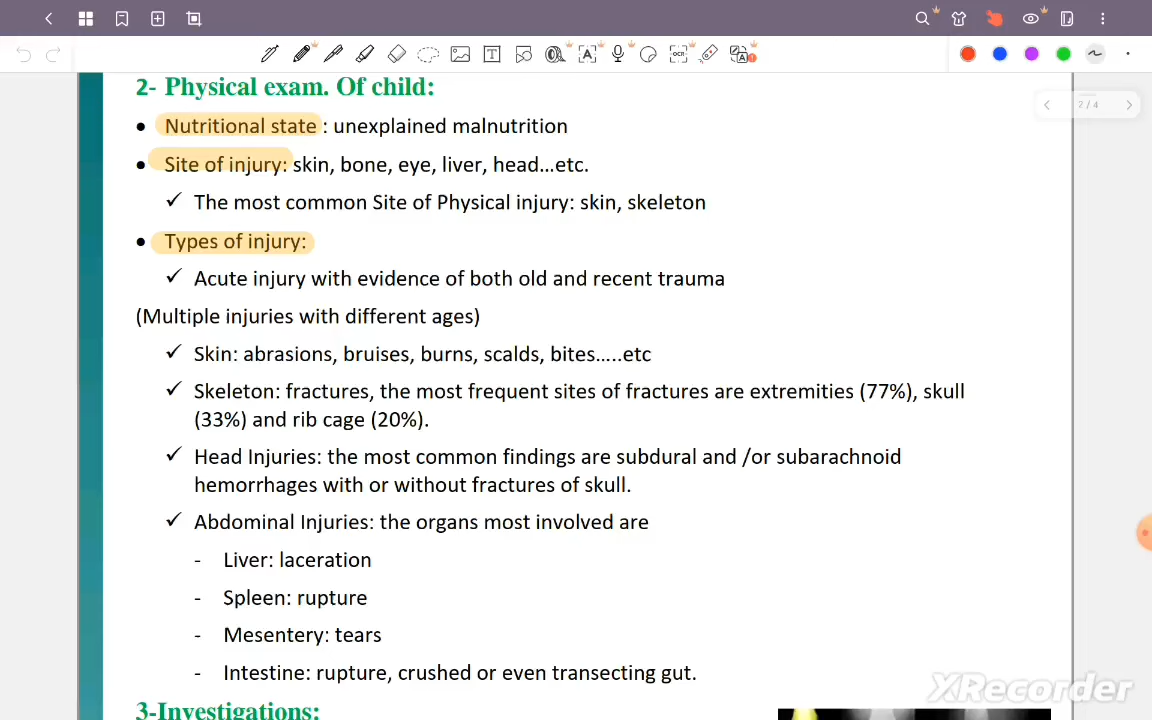 2 / 4
2- Physical exam. Of child:
• Nutritional state : unexplained malnutrition
• Site of injury: skin, bone, eye, liver, head...etc.
✓ The most common Site of Physical injury: skin, skeleton
• Types of injury:
✓ Acute injury with evidence of both old and recent trauma
(Multiple injuries with different ages)
✓ Skin: abrasions, bruises, burns, scalds, bites.....etc
✓ Skeleton: fractures, the most frequent sites of fractures are extremities (77%), skull
(33%) and rib cage (20%).
✓ Head Injuries: the most common findings are subdural and /or subarachnoid
hemorrhages with or without fractures of skull.
✓ Abdominal Injuries: the organs most involved are
- Liver: laceration
- Spleen: rupture
- Mesentery: tears
- Intestine: rupture, crushed or even transecting gut.
3-Investigations:
XRecorder